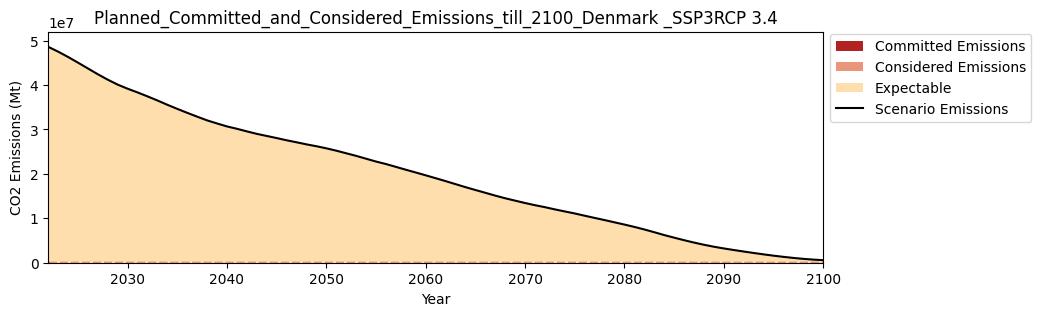 Planned_Committed_and_Considered_Emissions_till_2100_Denmark _SSP3RCP 3.4
1e7
5
4
3
2
1
0
CO2 Emissions (Mt)
2030 2040 2050 2060 2070 2080 2090 2100
Year
Committed Emissions
Considered Emissions
Expectable
Scenario Emissions